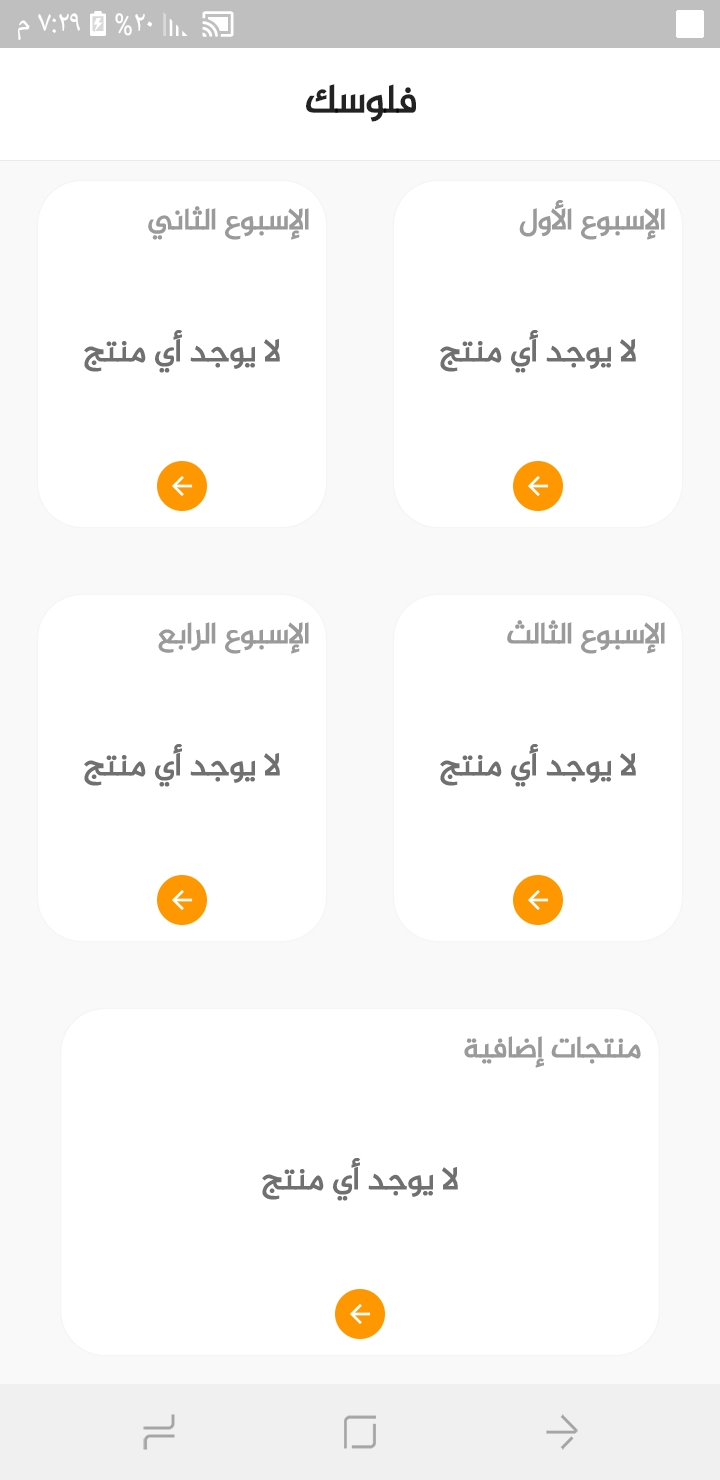 م ٧:٢٩ %٢٠
فلوسك
الإسبوع الأول
لا يوجد أي منتج
الإسبوع الثاني
لا يوجد أي منتج
الإسبوع الثالث
لا يوجد أي منتج
الإسبوع الرابع
لا يوجد أي منتج
منتجات إضافية
لا يوجد أي منتج